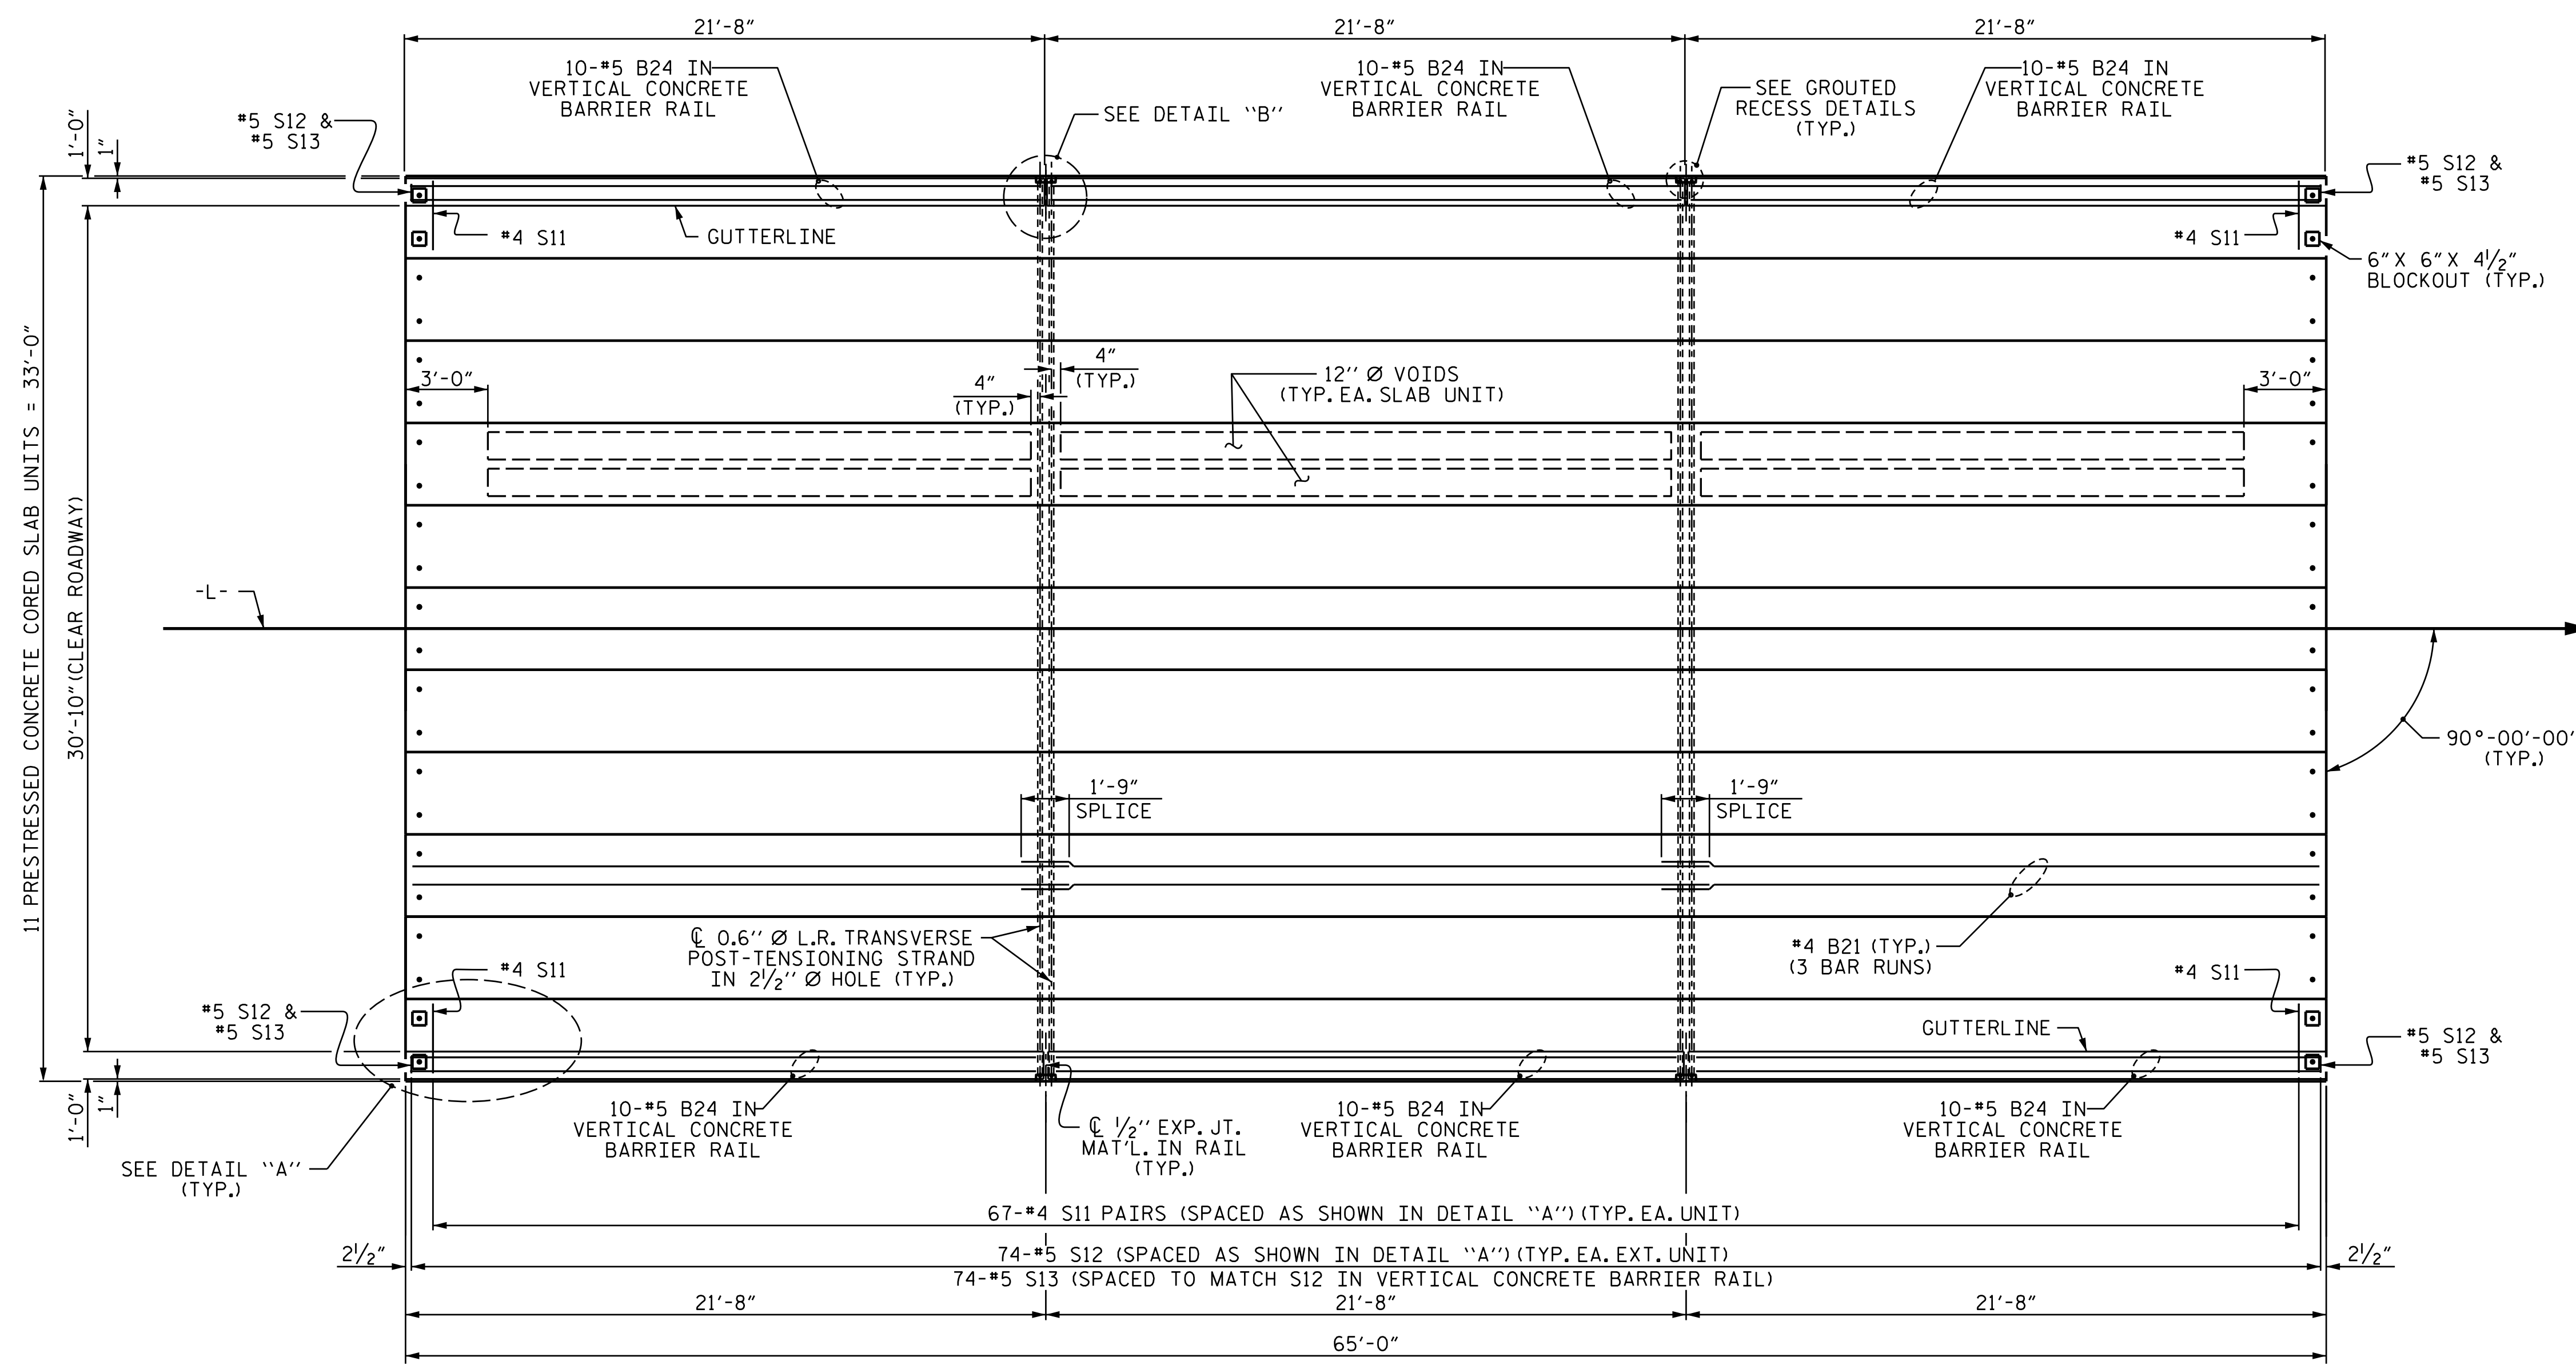 21'-8"
21'-8"
21'-8"
10-#5 B24 IN
VERTICAL CONCRETE
BARRIER RAIL
10-#5 B24 IN
VERTICAL CONCRETE
BARRIER RAIL
SEE GROUTED
RECESS DETAILS
(TYP.)
10-#5 B24 IN
VERTICAL CONCRETE
BARRIER RAIL
SEE DETAIL "B"
#5 S12 &
#5 S13
1'-0"
1"
#5 S12 &
#5 S13
#4 S11
GUTTERLINE
#4 S11
6" X 6" X 4½"
BLOCKOUT (TYP.)
11 PRESTRESSED CONCRETE CORED SLAB UNITS = 33'-0"
30'-10" (CLEAR ROADWAY)
3'-0"
4"
(TYP.)
4"
(TYP.)
12" Ø VOIDS
(TYP. EA. SLAB UNIT)
3'-0"
-L-
90°-00'-00'
(TYP.)
1'-9"
SPLICE
1'-9"
SPLICE
℄ 0.6" Ø L.R. TRANSVERSE
POST-TENSIONING STRAND
IN 2½" Ø HOLE (TYP.)
#4 B21 (TYP.)
(3 BAR RUNS)
#4 S11
#4 S11
#5 S12 &
#5 S13
GUTTERLINE
#5 S12 &
#5 S13
1'-0"
1"
10-#5 B24 IN
VERTICAL CONCRETE
BARRIER RAIL
℄ ½" EXP. JT.
MAT'L. IN RAIL
(TYP.)
10-#5 B24 IN
VERTICAL CONCRETE
BARRIER RAIL
10-#5 B24 IN
VERTICAL CONCRETE
BARRIER RAIL
SEE DETAIL "A"
(TYP.)
67-#4 S11 PAIRS (SPACED AS SHOWN IN DETAIL "A") (TYP. EA. UNIT)
2½"
74-#5 S12 (SPACED AS SHOWN IN DETAIL "A") (TYP. EA. EXT. UNIT)
2½"
74-#5 S13 (SPACED TO MATCH S12 IN VERTICAL CONCRETE BARRIER RAIL)
21'-8"
21'-8"
21'-8"
65'-0"